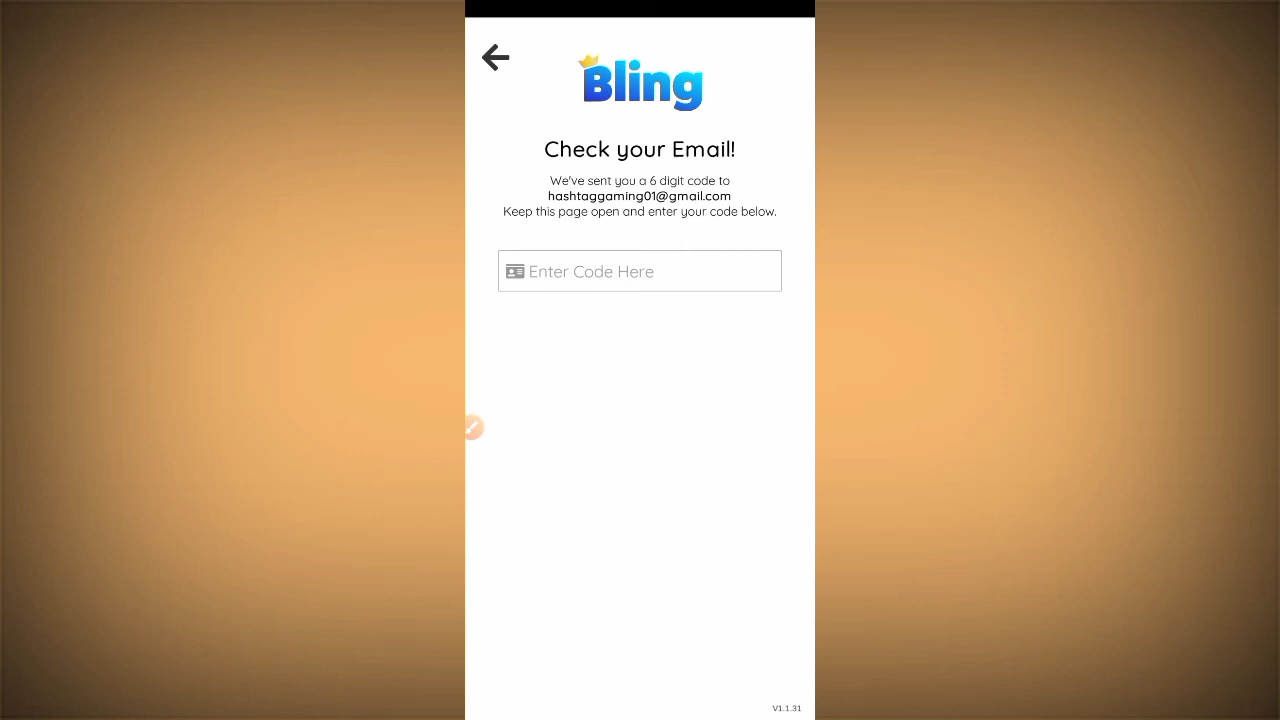 Bling
Check your Email!
We've sent you a 6 digit code to
hashtaggaming01@gmail.com
Keep this page open and enter your code below.
Enter Code Here
V1.1.31